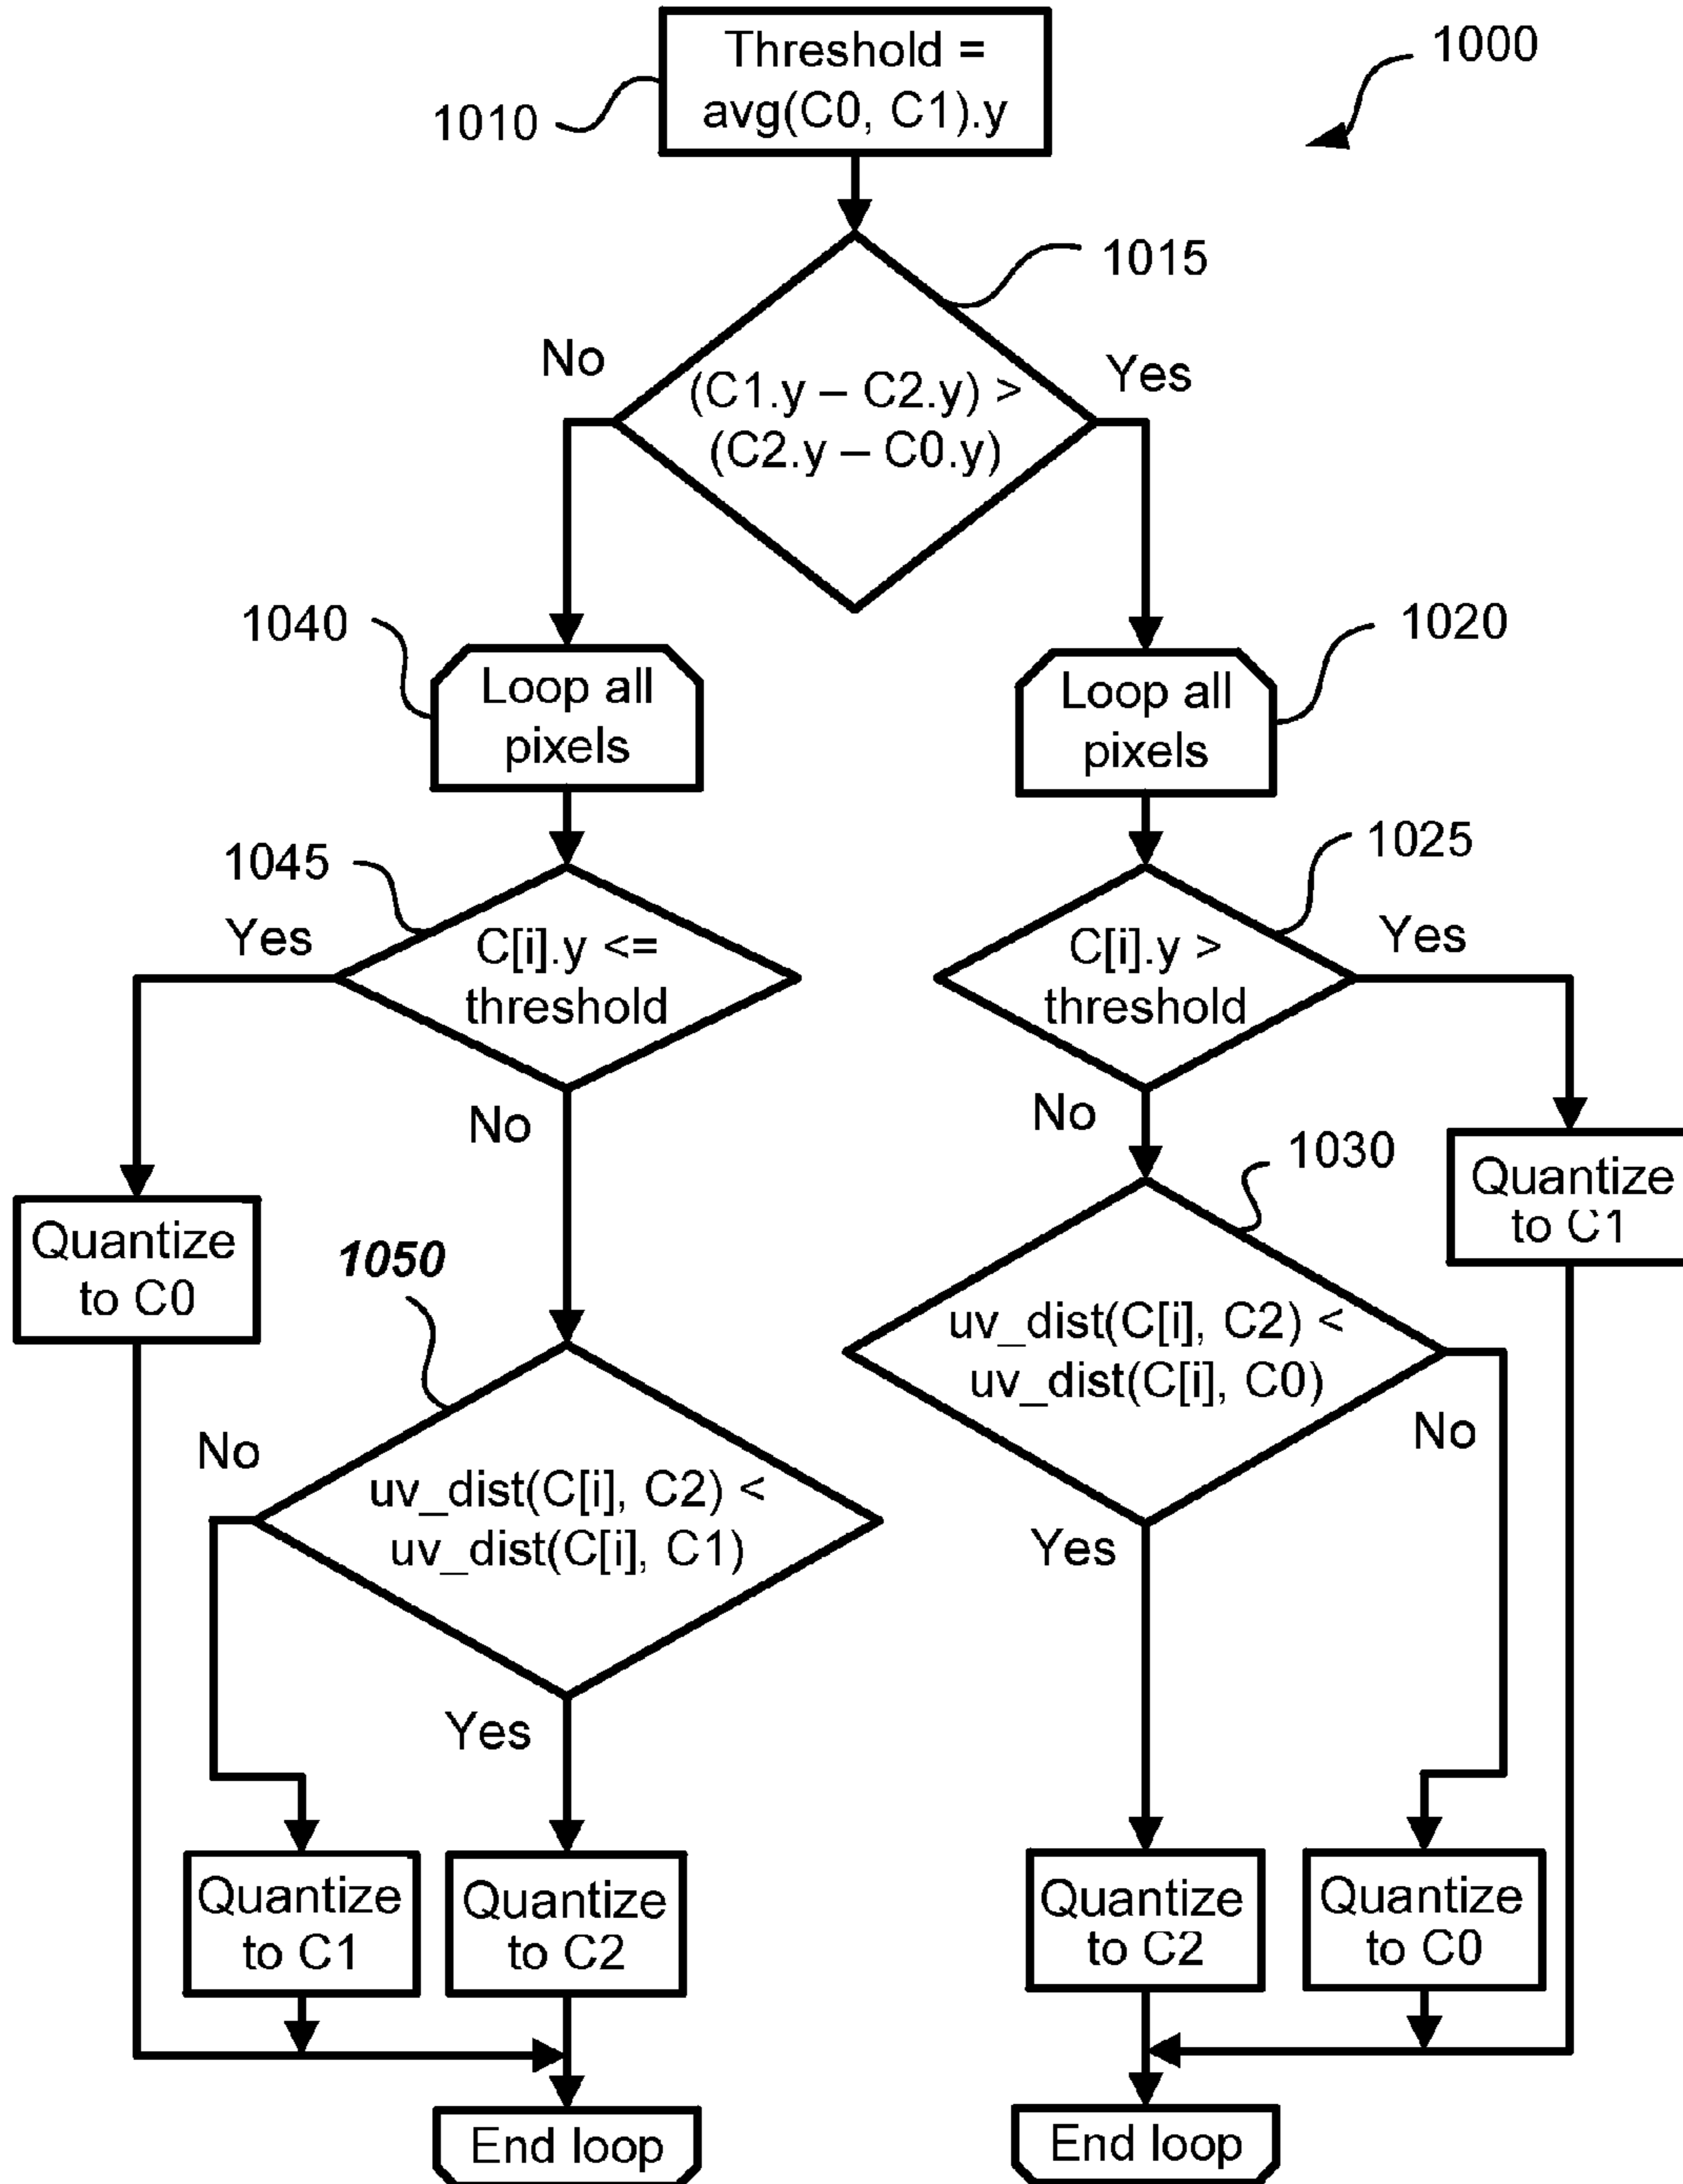 Threshold =
avg(C0, C1).y
1000
1010
1015
No
Yes
(C1.y – C2.y) >
(C2.y – C0.y)
1040
1020
Loop all
pixels
Loop all
pixels
1045
1025
Yes
C[i].y <=
threshold
C[i].y >
threshold
Yes
No
No
1030
Quantize
to C1
Quantize
to C0
1050
uv_dist(C[i], C2) <
uv_dist(C[i], C0)
No
No
uv_dist(C[i], C2) <
uv_dist(C[i], C1)
Yes
Yes
Quantize
to C1
Quantize
to C2
Quantize
to C2
Quantize
to C0
End loop
End loop